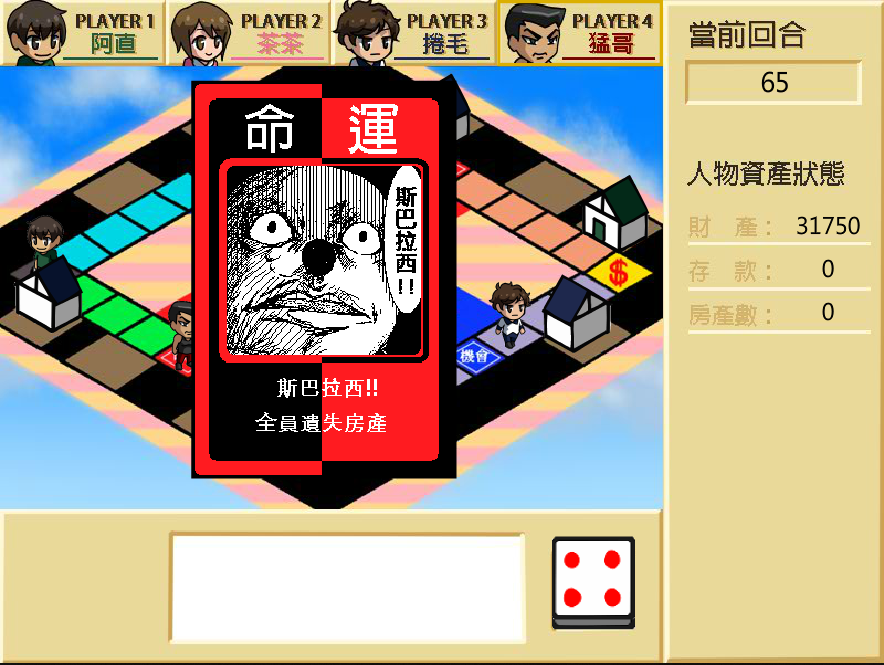 PLAYER 1
阿直
PLAYER 2
茶茶
PLAYER 3
捲毛
PLAYER 4
猛哥
當前回合
65
人物資產狀態
財 產： 31750
存 款： 0
房產數： 0
命運
斯巴拉西!!
斯巴拉西!!
全員遺失房產
$
機會